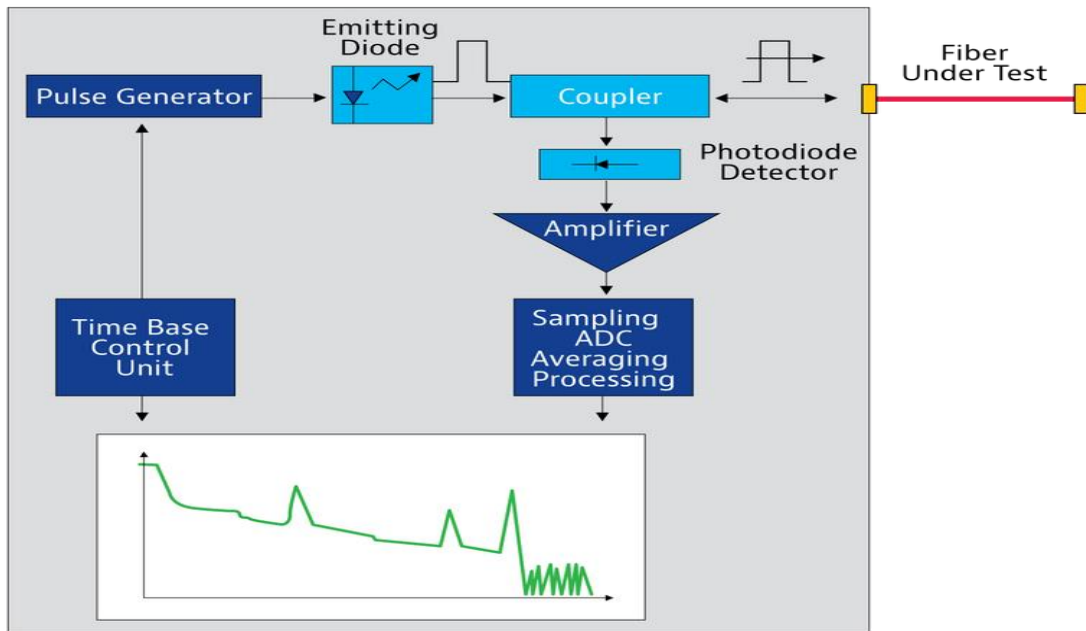 Emitting
Diode
Fiber
Under Test
Pulse Generator
Coupler
Photodiode
Detector
Amplifier
Time Base
Control
Unit
Sampling
ADC
Averaging
Processing